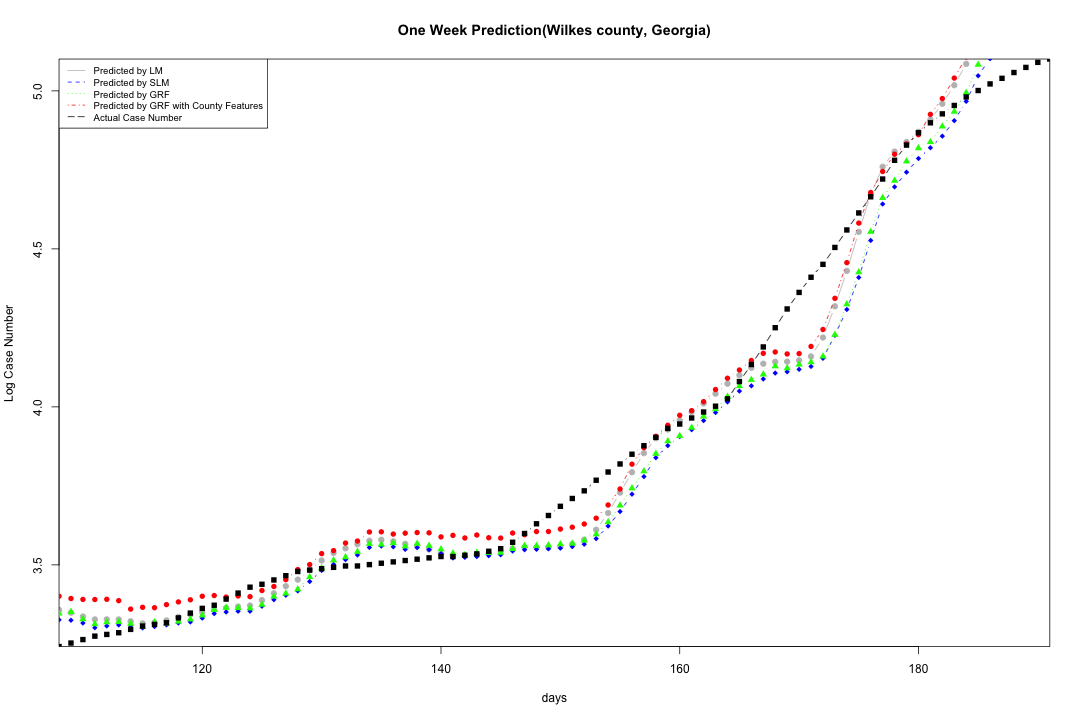 One Week Prediction(Wilkes county, Georgia)
Predicted by LM
Predicted by SLM
Predicted by GRF
Predicted by GRF with County Features
Actual Case Number
5.0
4.5
4.0
3.5
Log Case Number
120 140 160 180
days